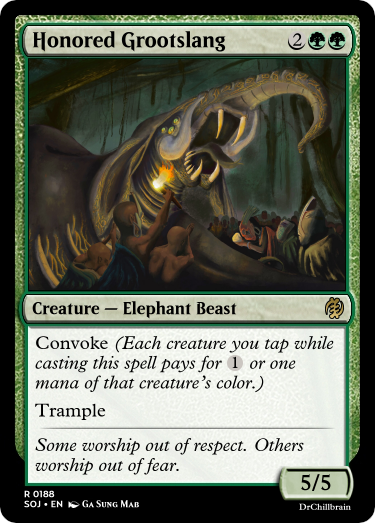 Honored Grootslang 2
Creature — Elephant Beast
Convoke (Each creature you tap while
casting this spell pays for 1 or one
mana of that creature's color.)
Trample
Some worship out of respect. Others
worship out of fear.
5/5
R 0188
SOJ • EN Ga Sung Mab
DrChillbrain